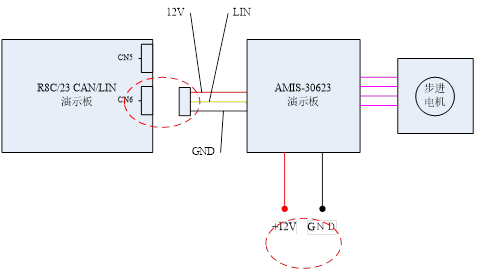 12V
LIN
CN5
R8C/23 CAN/LIN
演示板
CN6
AMIS-30623
演示板
步进
电机
GND
+12V
GND